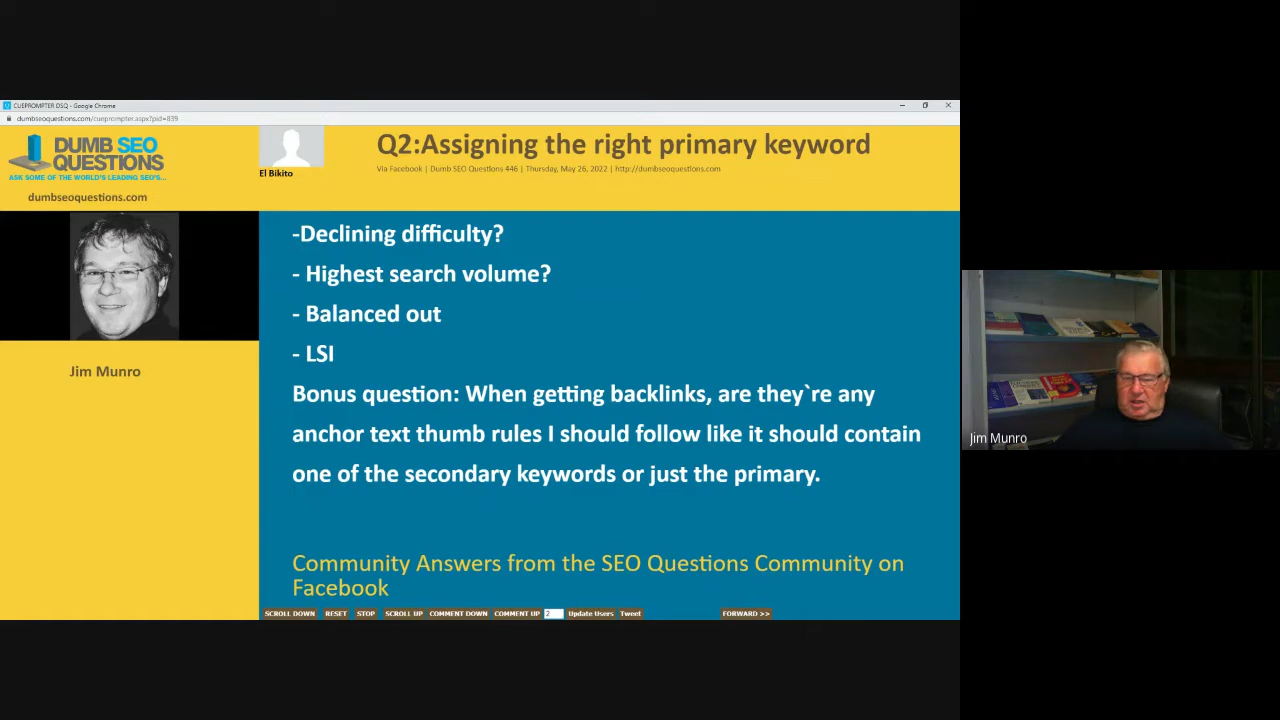 CUEPROMPTER DSQ - Google Chrome
dumbseoquestions.com/cueprompter.aspx?pid=839
DUMB SEO
QUESTIONS
ASK SOME OF THE WORLD'S LEADING SEO'S...
dumbseoquestions.com
El Bikito
Q2:Assigning the right primary keyword
Via Facebook | Dumb SEO Questions 446 | Thursday, May 26, 2022 | http://dumbseoquestions.com
Jim Munro
-Declining difficulty?
- Highest search volume?
- Balanced out
- LSI
Bonus question: When getting backlinks, are they`re any
anchor text thumb rules I should follow like it should contain
one of the secondary keywords or just the primary.
Community Answers from the SEO Questions Community on
Facebook
SCROLL DOWN RESET STOP SCROLL UP COMMENT DOWN COMMENT UP 2 Update Users Tweet FORWARD >>
Jim Munro